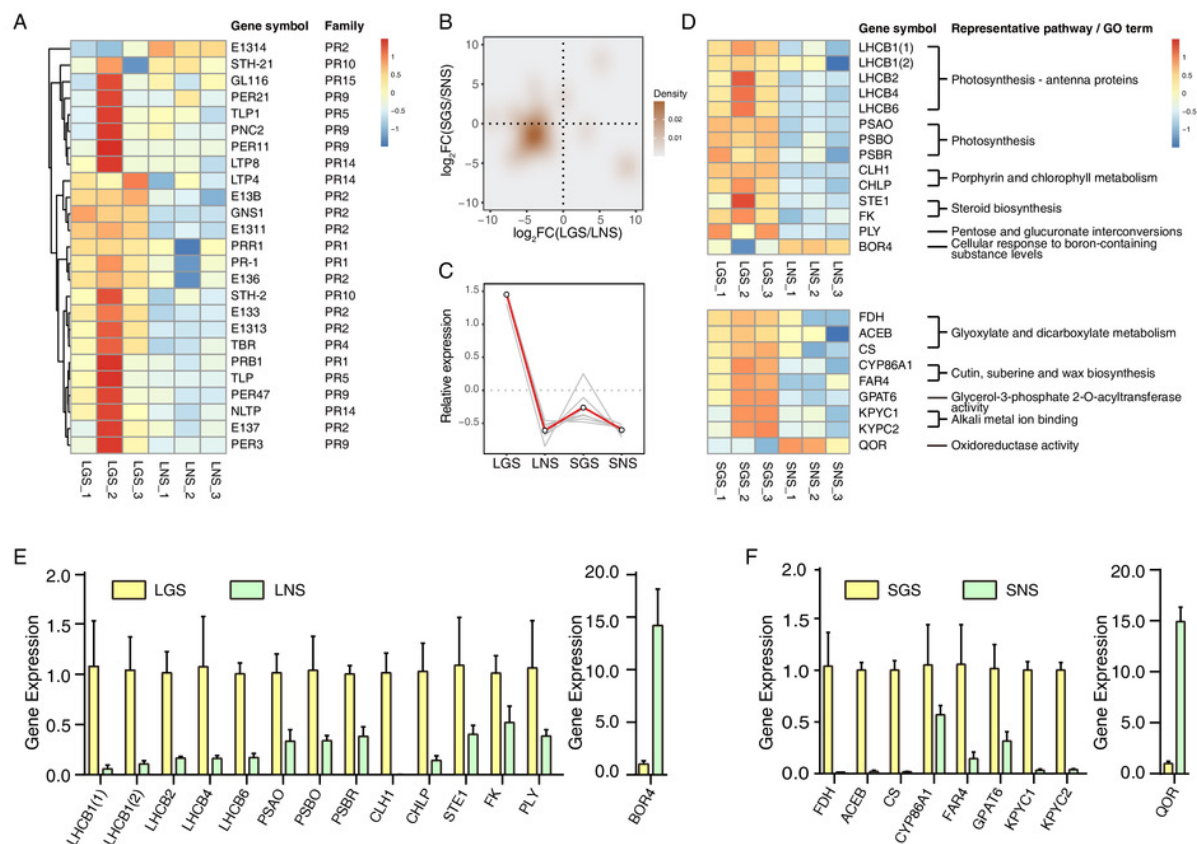 A
Gene symbol Family
E1314 PR2
STH-21 PR10
GL116 PR15
PER21 PR9
TLP1 PR5
PNC2 PR9
PER11 PR9
LTP8 PR14
LTP4 PR14
E13B PR2
GNS1 PR2
E1311 PR2
PRR1 PR1
PR-1 PR1
E136 PR2
STH-2 PR10
E133 PR2
E1313 PR2
TBR PR4
PRB1 PR1
TLP PR5
PER47 PR9
NLTP PR14
E137 PR2
PER3 PR9
1
0.5
0
−0.5
−1
LGS_1 LGS_2 LGS_3 LNS_1 LNS_2 LNS_3
B
log2FC(SGS/SNS)
10
5
0
−5
−10
−10 −5 0 5 10
log2FC(LGS/LNS)
Density
0.02
0.01
C
Relative expression
1.5
1.0
0.5
0.0
−0.5
LGS LNS SGS SNS
D
Gene symbol Representative pathway / GO term
LHCB1(1)
LHCB1(2)
LHCB2
LHCB4
LHCB6
Photosynthesis - antenna proteins
PSAO
PSBO
PSBR
Photosynthesis
CLH1
CHLP
Porphyrin and chlorophyll metabolism
STE1
FK
Steroid biosynthesis
PLY Pentose and glucuronate interconversions
BOR4 Cellular response to boron-containing
substance levels
1
0.5
0
−0.5
−1
LGS_1 LGS_2 LGS_3 LNS_1 LNS_2 LNS_3
FDH
ACEB
CS
Glyoxylate and dicarboxylate metabolism
CYP86A1
FAR4
Cutin, suberine and wax biosynthesis
GPAT6 Glycerol-3-phosphate 2-O-acyltransferase
activity
KPYC1
KYPC2
Alkali metal ion binding
QOR Oxidoreductase activity
SGS_1 SGS_2 SGS_3 SNS_1 SNS_2 SNS_3
E
Gene Expression
2.0
1.5
1.0
0.5
0.0
LGS LNS
LHCB1(1) LHCB1(2) LHCB2 LHCB4 LHCB6 PSAO PSBO PSBR CLH1 CHLP STE1 FK PLY
Gene Expression
20.0
15.0
10.0
5.0
0.0
BOR4
F
Gene Expression
2.0
1.5
1.0
0.5
0.0
SGS SNS
FDH ACEB CS CYP86A1 FAR4 GPAT6 KPYC1 KPYC2
Gene Expression
20.0
15.0
10.0
5.0
0.0
QOR